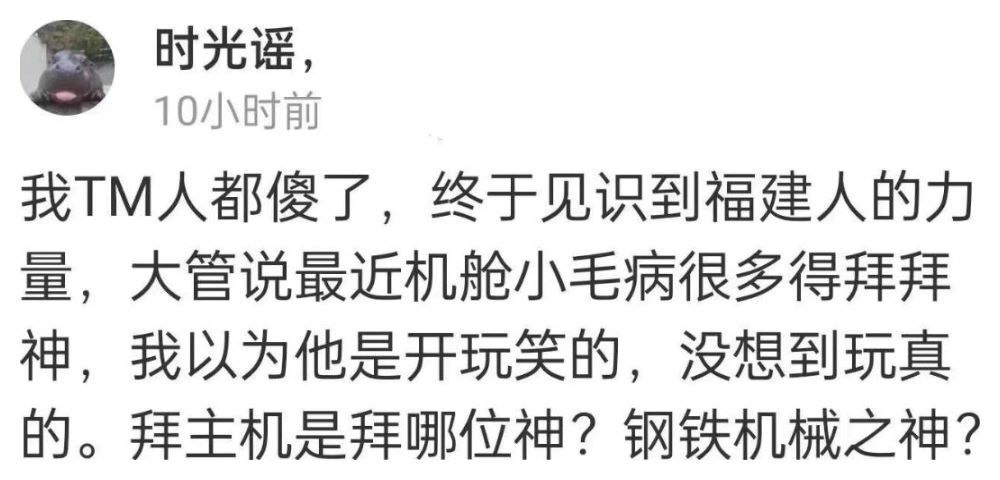 时光谣，
10小时前
我TM人都傻了，终于见识到福建人的力
量，大管说最近机舱小毛病很多得拜拜
神，我以为他是开玩笑的，没想到玩真
的。拜主机是拜哪位神？钢铁机械之神？